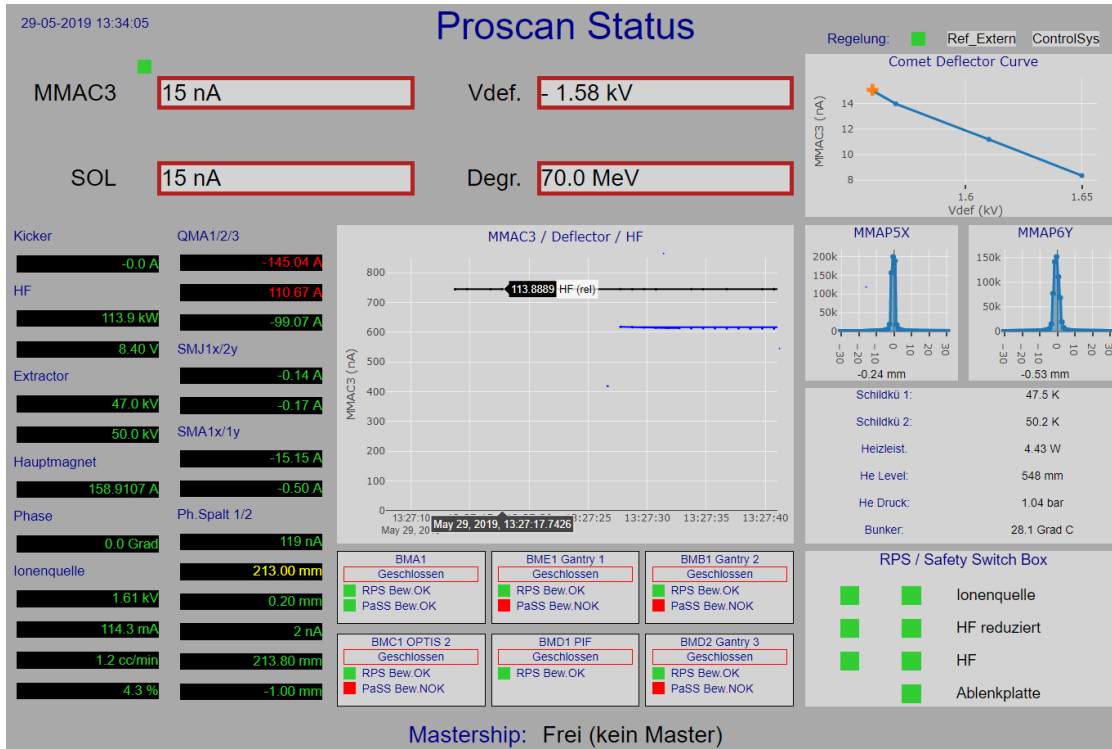 29-05-2019 13:34:05
Proscan Status
Regelung: Ref_Extern ControlSys
MMAC3 15 nA
Vdef. - 1.58 kV
SOL 15 nA
Degr. 70.0 MeV
Comet Deflector Curve
MMAC3 (nA)
14
12
10
8
1.6 1.65
Vdef (kV)
Kicker
-0.0 A
HF
113.9 kW
8.40 V
Extractor
47.0 kV
50.0 kV
Hauptmagnet
158.9107 A
Phase
0.0 Grad
Ionenquelle
1.61 kV
114.3 mA
1.2 cc/min
4.3 %
QMA1/2/3
-145.04 A
110.67 A
-99.07 A
SMJ1x/2y
-0.14 A
-0.17 A
SMA1x/1y
-15.15 A
-0.50 A
Ph.Spalt 1/2
119 nA
213.00 mm
0.20 mm
2 nA
213.80 mm
-1.00 mm
MMAC3 / Deflector / HF
MMAC3 (nA)
800
700
600
500
400
300
200
100
0
113.8889 HF (rel)
13:27:10 13:27:25 13:27:30 13:27:35 13:27:40
May 29, 20
May 29, 2019, 13:27:17.7426
MMAP5X
200k
150k
100k
50k
0
−30 −20 −10 0 10 20 30
-0.24 mm
MMAP6Y
150k
100k
50k
0
−30 −20 −10 0 10 20 30
-0.53 mm
Schildkü 1: 47.5 K
Schildkü 2: 50.2 K
Heizleist. 4.43 W
He Level: 548 mm
He Druck: 1.04 bar
Bunker: 28.1 Grad C
BMA1
Geschlossen
RPS Bew.OK
PaSS Bew.OK
BME1 Gantry 1
Geschlossen
RPS Bew.OK
PaSS Bew.NOK
BMB1 Gantry 2
Geschlossen
RPS Bew.OK
PaSS Bew.NOK
BMC1 OPTIS 2
Geschlossen
RPS Bew.OK
PaSS Bew.NOK
BMD1 PIF
Geschlossen
RPS Bew.OK
BMD2 Gantry 3
Geschlossen
RPS Bew.OK
PaSS Bew.NOK
RPS / Safety Switch Box
Ionenquelle
HF reduziert
HF
Ablenkplatte
Mastership: Frei (kein Master)